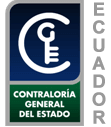 CGE
CONTRALORÍA
GENERAL
DEL ESTADO
ECUADOR